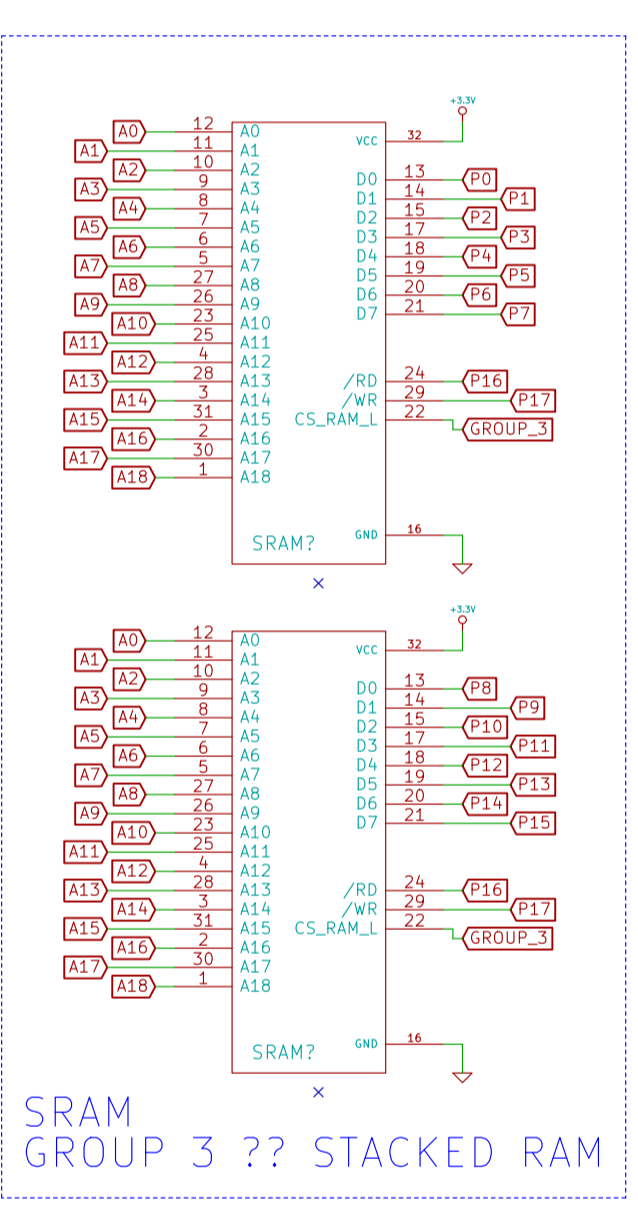 +3.3V
A0 12 A0
VCC 32
A1 11 A1
A2 10 A2
D0 13 P0
A3 9 A3
D1 14 P1
A4 8 A4
D2 15 P2
A5 7 A5
D3 17 P3
A6 6 A6
D4 18 P4
A7 5 A7
D5 19 P5
A8 27 A8
D6 20 P6
A9 26 A9
D7 21 P7
A10 23 A10
A11 25 A11
A12 4 A12
A13 28 A13
/RD 24 P16
A14 3 A14
/WR 29 P17
A15 31 A15
CS_RAM_L 22 GROUP_3
A16 2 A16
A17 30 A17
A18 1 A18
GND 16
SRAM?
+3.3V
A0 12 A0
VCC 32
A1 11 A1
A2 10 A2
D0 13 P8
A3 9 A3
D1 14 P9
A4 8 A4
D2 15 P10
A5 7 A5
D3 17 P11
A6 6 A6
D4 18 P12
A7 5 A7
D5 19 P13
A8 27 A8
D6 20 P14
A9 26 A9
D7 21 P15
A10 23 A10
A11 25 A11
A12 4 A12
A13 28 A13
/RD 24 P16
A14 3 A14
/WR 29 P17
A15 31 A15
CS_RAM_L 22 GROUP_3
A16 2 A16
A17 30 A17
A18 1 A18
GND 16
SRAM?
SRAM
GROUP 3 ?? STACKED RAM